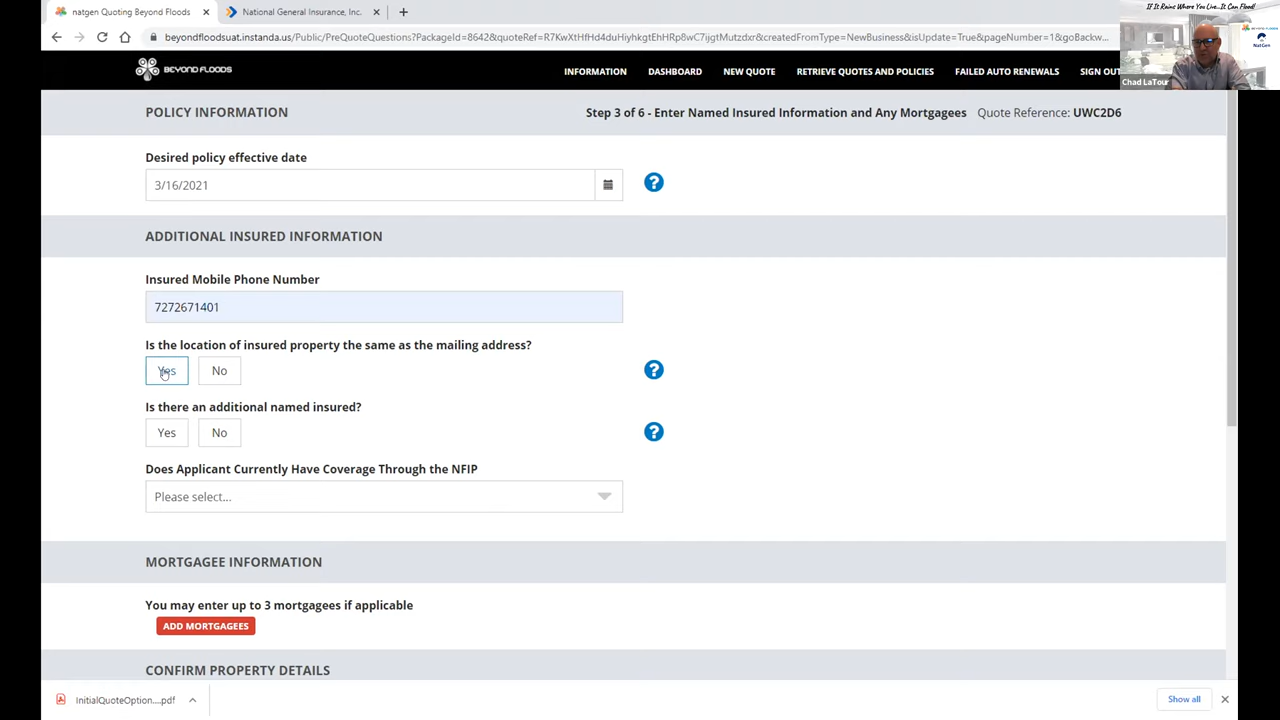 natgen Quoting Beyond Floods
National General Insurance, Inc.
If It Rains Where You Live...It Can Flood!
beyondfloodsuat.instanda.us/Public/PreQuoteQuestions?PackageId=8642&quoteRef=R7KwXHfHd4duHiyhkgtEhHRp8wC7ijgtMutzdxr&createdFromType=NewBusiness&isUpdate=True&pageNumber=1&goBackw...
NatGen
Chad LaTour
BEYOND FLOODS
INFORMATION DASHBOARD NEW QUOTE RETRIEVE QUOTES AND POLICIES FAILED AUTO RENEWALS SIGN OUT
POLICY INFORMATION
Step 3 of 6 - Enter Named Insured Information and Any Mortgagees Quote Reference: UWC2D6
Desired policy effective date
3/16/2021
ADDITIONAL INSURED INFORMATION
Insured Mobile Phone Number
7272671401
Is the location of insured property the same as the mailing address?
Yes No
Is there an additional named insured?
Yes No
Does Applicant Currently Have Coverage Through the NFIP
Please select...
MORTGAGEE INFORMATION
You may enter up to 3 mortgagees if applicable
ADD MORTGAGEES
CONFIRM PROPERTY DETAILS
InitialQuoteOption....pdf
Show all